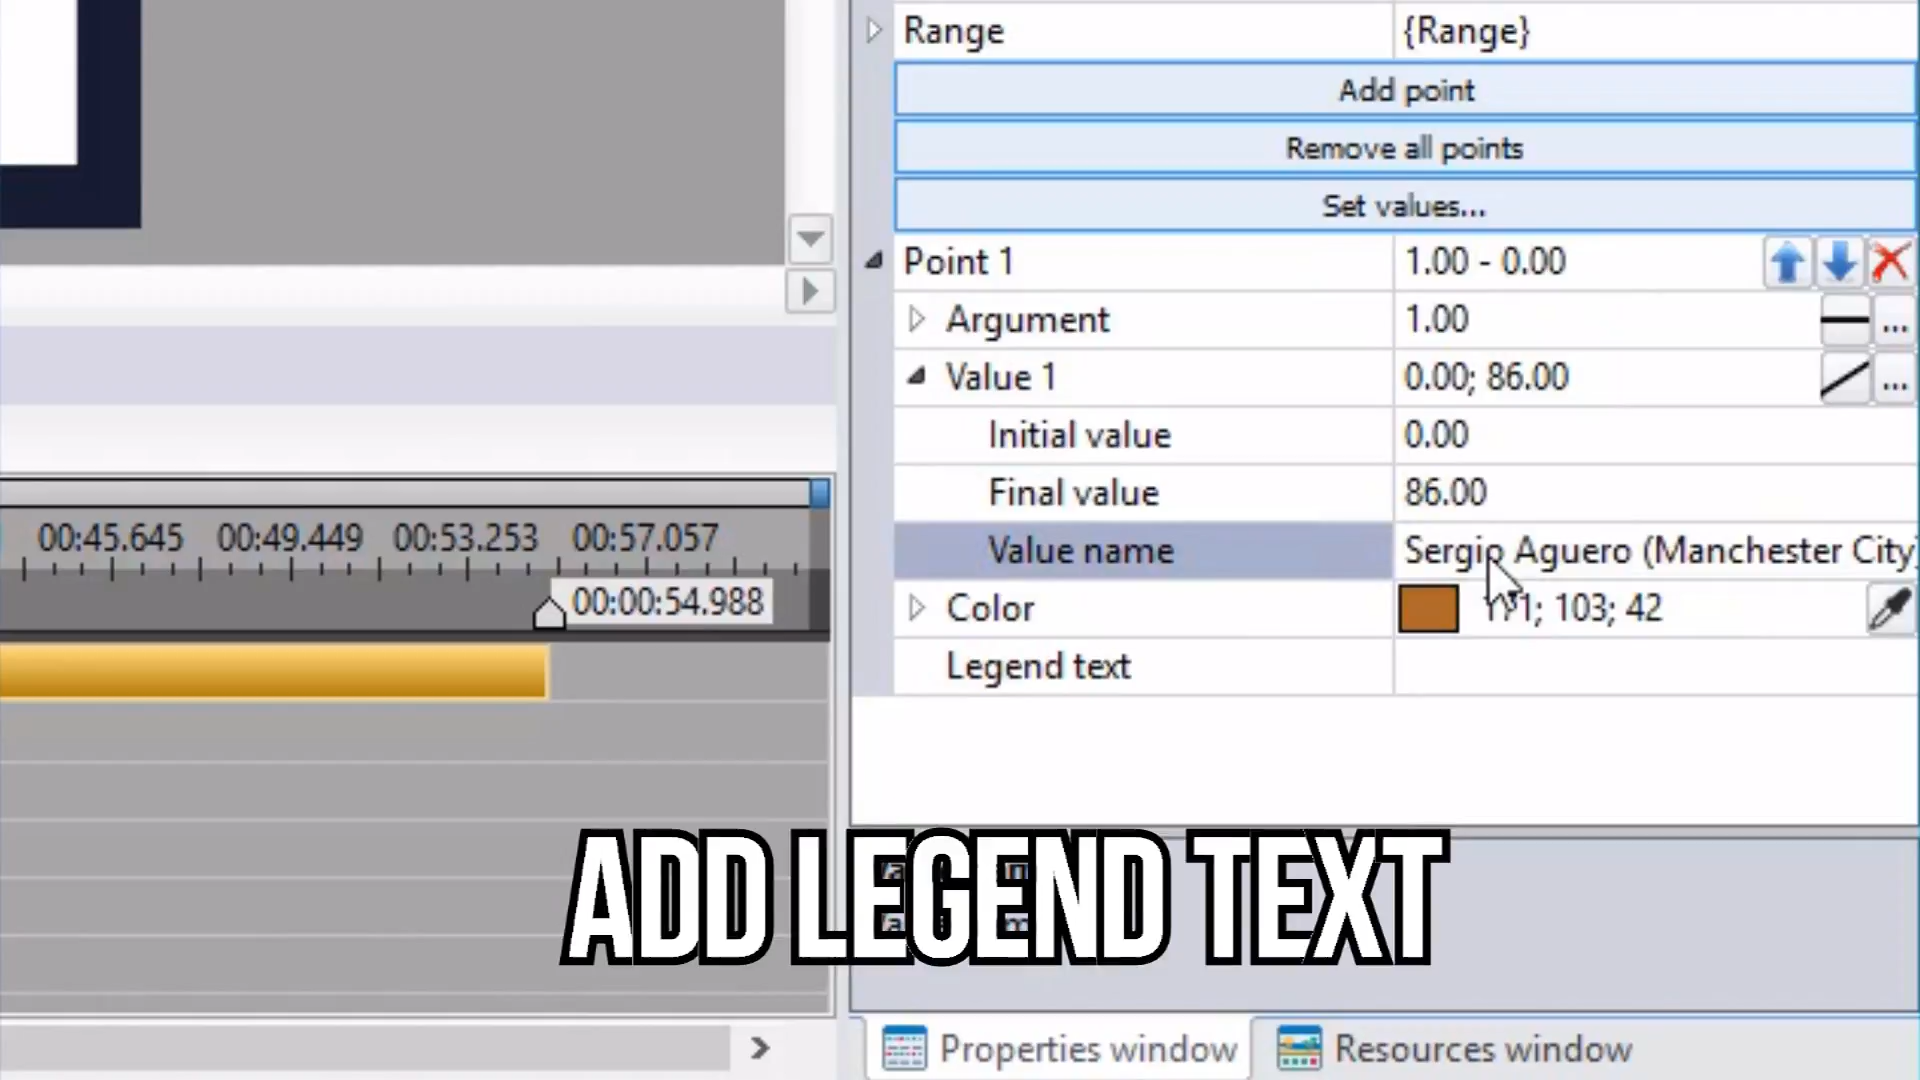 Range {Range}
Add point
Remove all points
Set values...
Point 1 1.00 - 0.00
Argument 1.00 ...
Value 1 0.00; 86.00 ...
Initial value 0.00
Final value 86.00
Value name Sergio Aguero (Manchester City)
Color ; 103; 42
Legend text
00:45.645 00:49.449 00:53.253 00:57.057
00:00:54.988
ADD LEGEND TEXT
Properties window Resources window